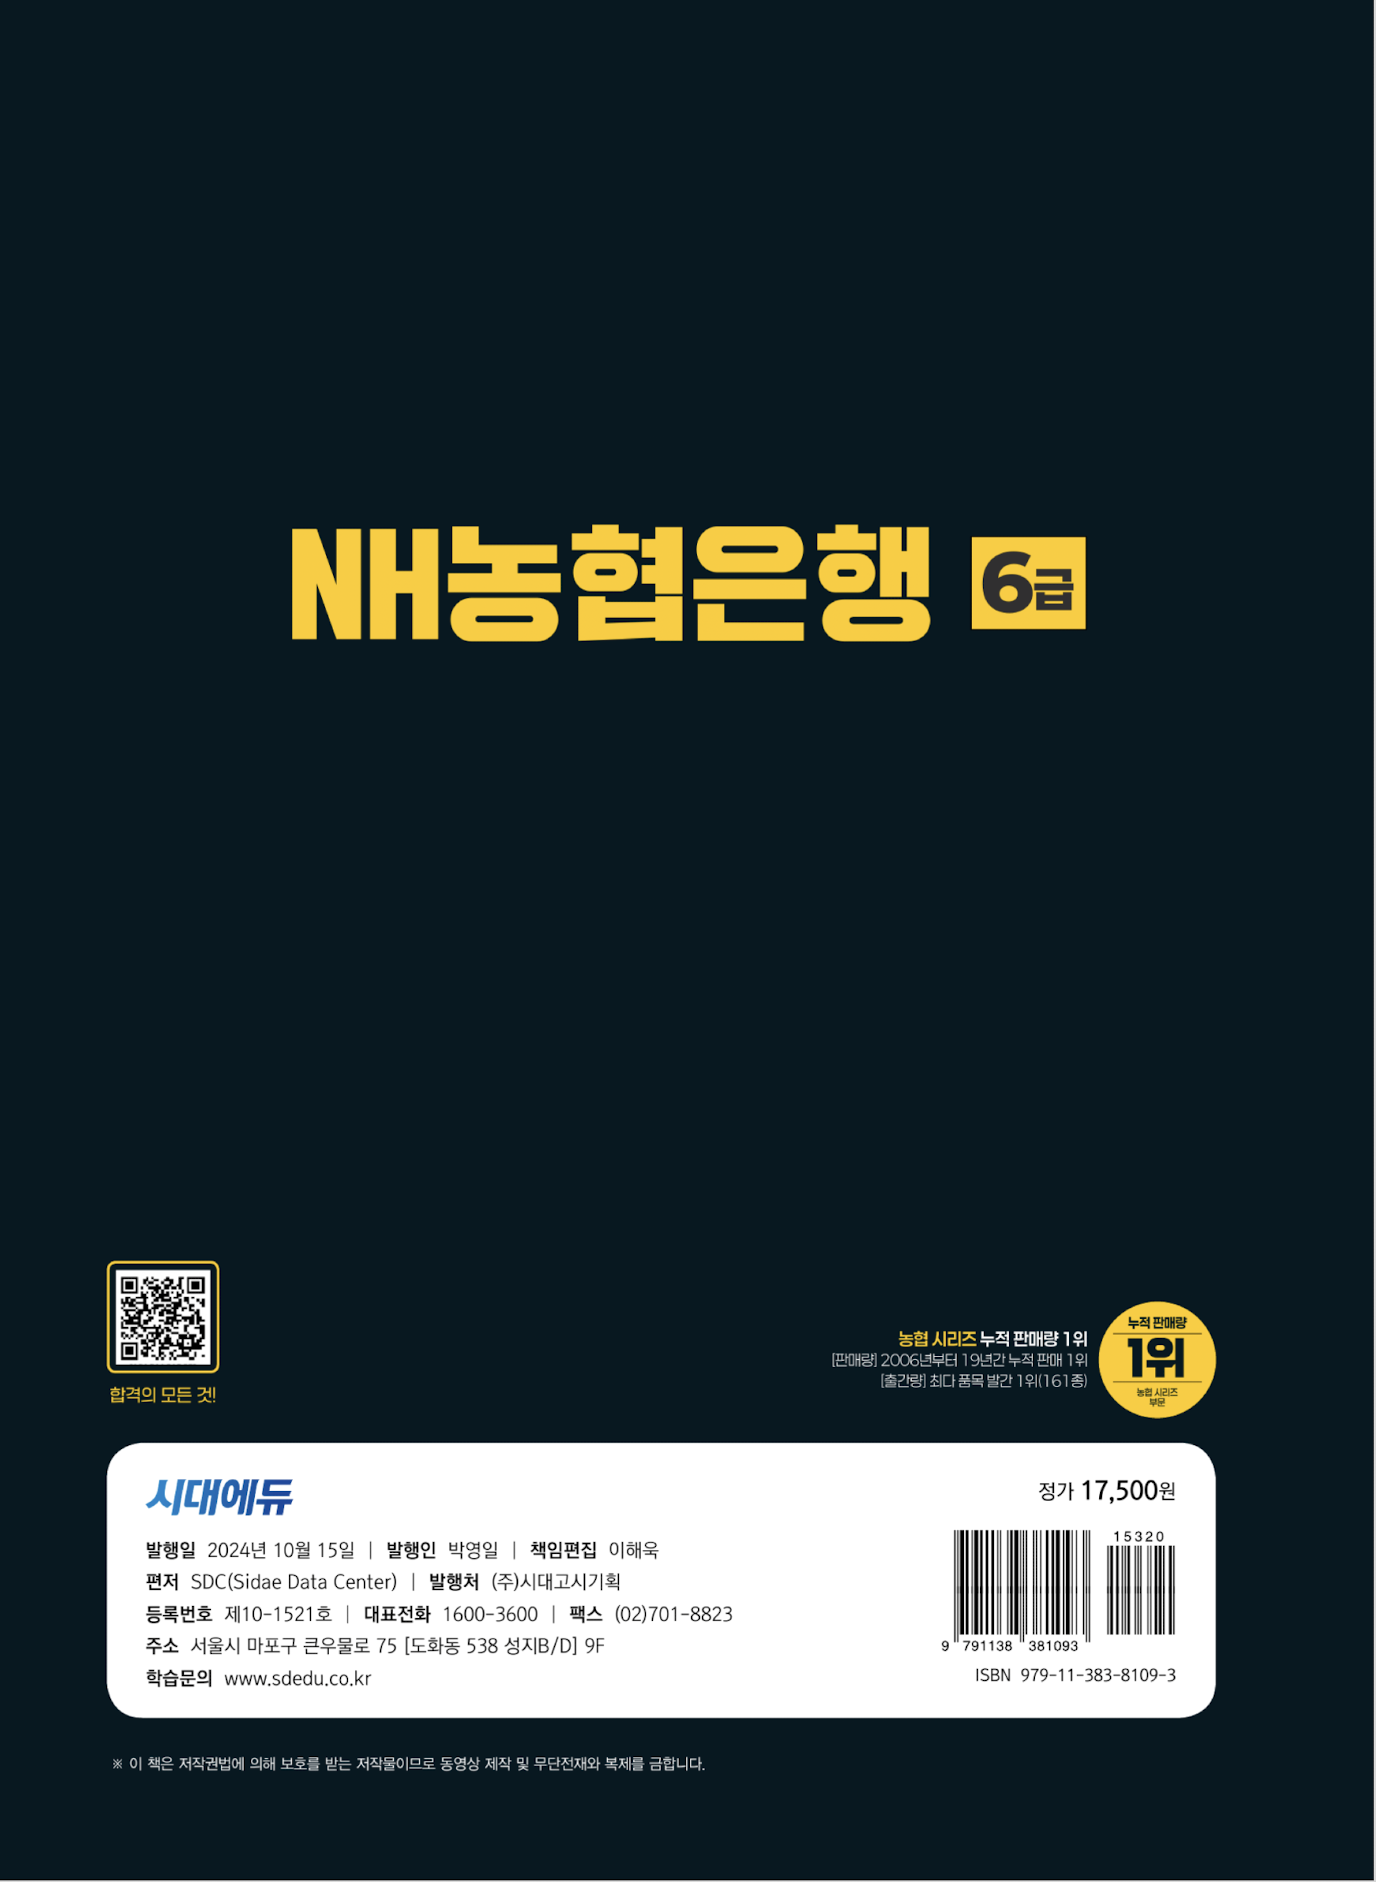 NH농협은행 6급
합격의 모든 것!
농협 시리즈 누적 판매량 1위
[판매량] 2006년부터 19년간 누적 판매 1위
[출간량] 최다 품목 발간 1위(161종)
누적 판매량
1위
농협 시리즈
부문
시대에듀
정가 17,500원
발행일 2024년 10월 15일 | 발행인 박영일 | 책임편집 이해욱
편저 SDC(Sidae Data Center) | 발행처 (주)시대고시기획
등록번호 제10-1521호 | 대표전화 1600-3600 | 팩스 (02)701-8823
주소 서울시 마포구 큰우물로 75 [도화동 538 성지B/D] 9F
학습문의 www.sdedu.co.kr
15320
9 791138 381093
ISBN 979-11-383-8109-3
※ 이 책은 저작권법에 의해 보호를 받는 저작물이므로 동영상 제작 및 무단전재와 복제를 금합니다.